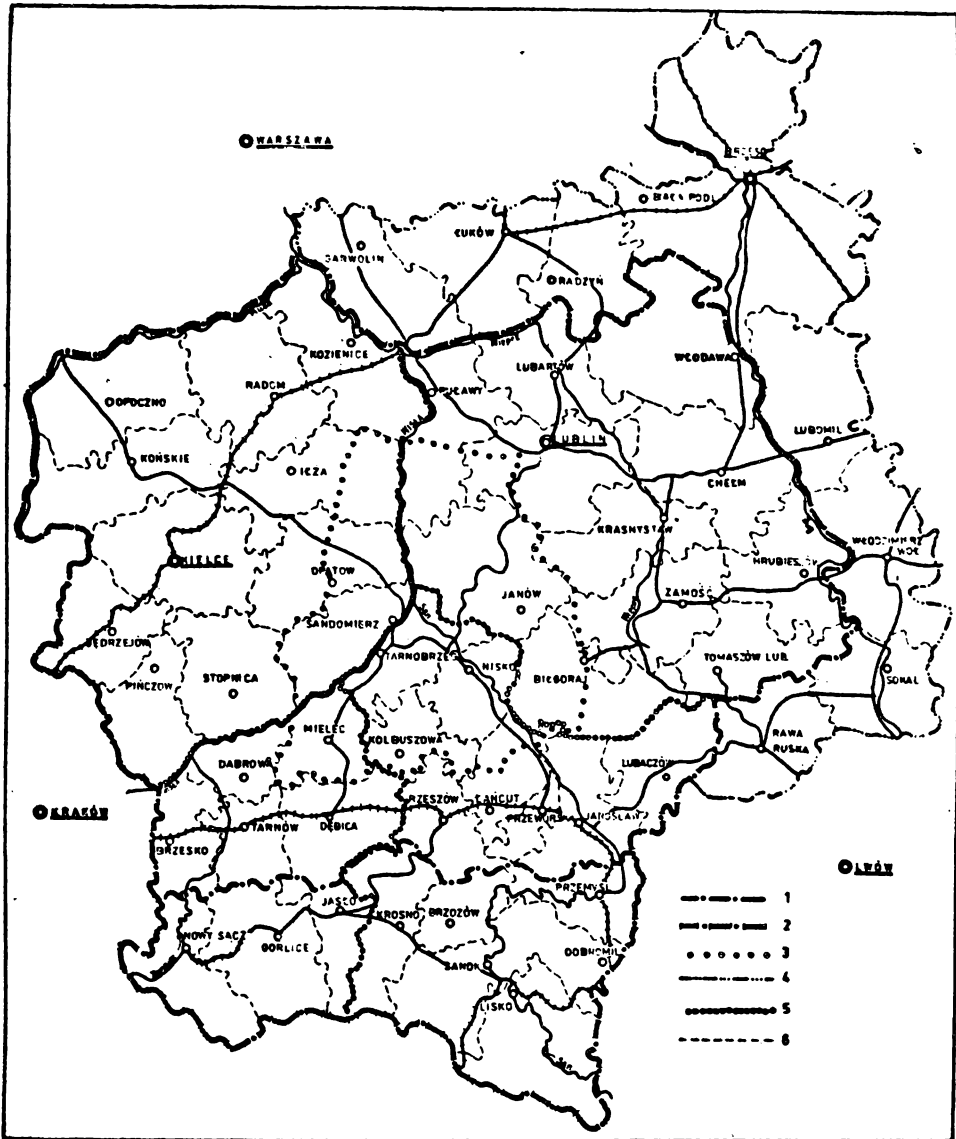 WARSZAWA
BIAŁA PODL
ŁUKÓW
GARWOLIN
RADZYŃ
KOZIENICE
WŁODAWA
LUBARTÓW
RADOM
PUŁAWY
OPOCZNO
LUBLIN
LUBOML
KOŃSKIE
IŁŻA
CHEŁM
KRASNYSTAW
WŁODZIMIERZ
WOŁ
KIELCE
HRUBIESZÓW
OPATÓW
JANÓW
ZAMOŚĆ
SANDOMIERZ
JĘDRZEJÓW
TARNOBRZEG
NISKO
TOMASZÓW LUB.
PIŃCZÓW
STOPNICA
BIŁGORAJ
SOKAL
MIELEC
KOLBUSZOWA
RAWA
RUSKA
DĄBROWA
LUBACZÓW
KRAKÓW
RZESZÓW
ŁAŃCUT
PRZEWORSK
JAROSŁAW
TARNÓW
DĘBICA
BRZESKO
LWÓW
PRZEMYŚL
1
JASŁO
KROSNO
BRZOZÓW
2
NOWY SĄCZ
GORLICE
DOBROMIL
3
SANOK
4
LISKO
5
6